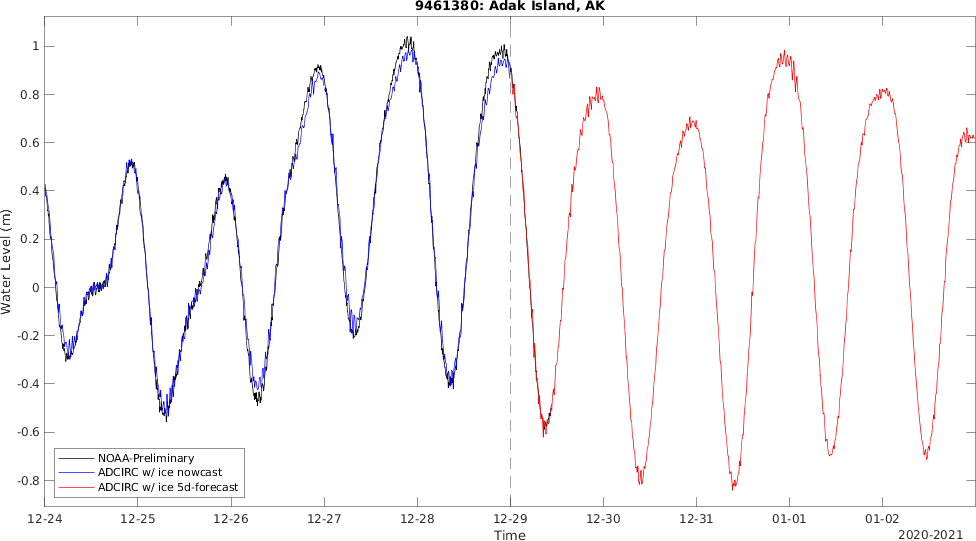 9461380: Adak Island, AK
Water Level (m)
1
0.8
0.6
0.4
0.2
0
-0.2
-0.4
-0.6
-0.8
NOAA-Preliminary
ADCIRC w/ ice nowcast
ADCIRC w/ ice 5d-forecast
12-24 12-25 12-26 12-27 12-28 12-29 12-30 12-31 01-01 01-02
Time
2020-2021